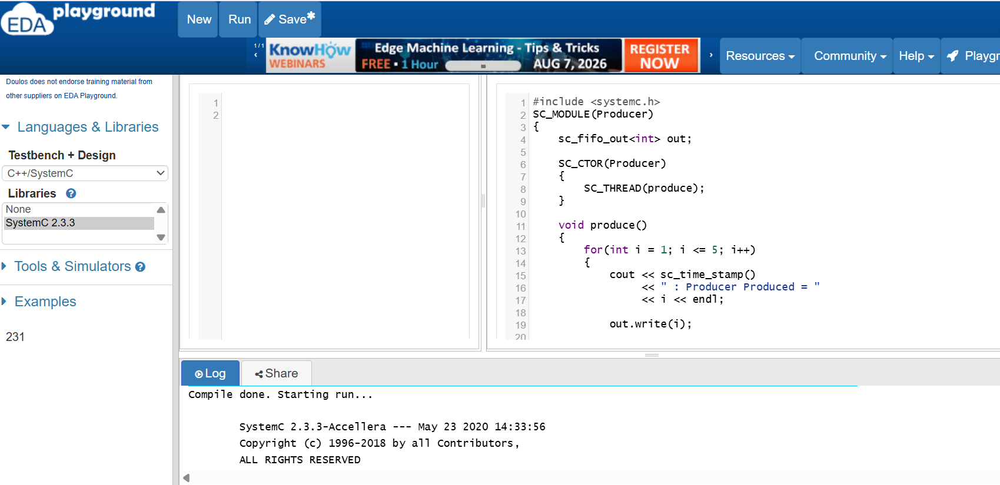 EDA playground
New
Run
Save*
1/1
‹
KnowHow
WEBINARS
Edge Machine Learning - Tips & Tricks
FREE ▪ 1 Hour
AUG 7, 2026
REGISTER
NOW
›
Resources
Community
Help
Playgr
Doulos does not endorse training material from
other suppliers on EDA Playground.
Languages & Libraries
Testbench + Design
C++/SystemC
Libraries ?
None
SystemC 2.3.3
Tools & Simulators ?
Examples
231
1
2
1 #include <systemc.h>
2 SC_MODULE(Producer)
3 {
4     sc_fifo_out<int> out;
5
6     SC_CTOR(Producer)
7     {
8         SC_THREAD(produce);
9     }
10
11     void produce()
12     {
13         for(int i = 1; i <= 5; i++)
14         {
15             cout << sc_time_stamp()
16                  << " : Producer Produced = "
17                  << i << endl;
18
19             out.write(i);
20
Log
Share
Compile done. Starting run...
SystemC 2.3.3-Accellera --- May 23 2020 14:33:56
Copyright (c) 1996-2018 by all Contributors,
ALL RIGHTS RESERVED